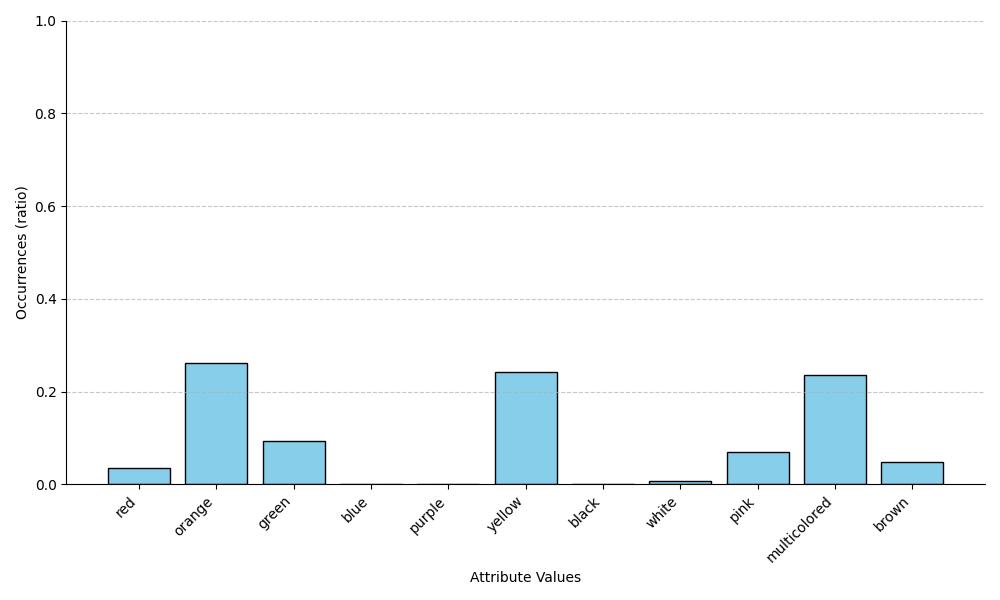 1.0
0.8
0.6
0.4
0.2
0.0
Occurrences (ratio)
red
orange
green
blue
purple
yellow
black
white
pink
multicolored
brown
Attribute Values